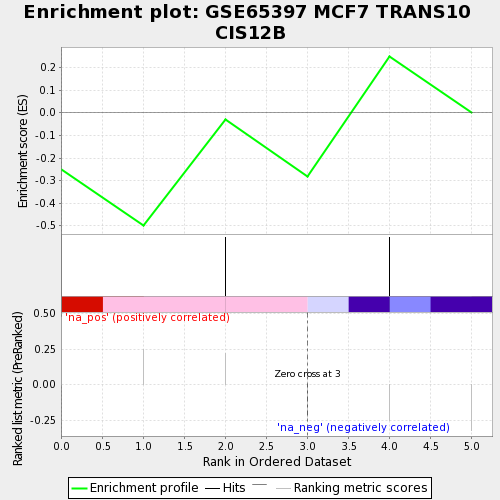 Enrichment plot: GSE65397 MCF7 TRANS10
CIS12B
Enrichment score (ES)
0.2
0.1
0.0
-0.1
-0.2
-0.3
-0.4
-0.5
Ranked list metric (PreRanked)
0.50
0.25
0.00
-0.25
'na_pos' (positively correlated)
Zero cross at 3
'na_neg' (negatively correlated)
0.0 0.5 1.0 1.5 2.0 2.5 3.0 3.5 4.0 4.5 5.0
Rank in Ordered Dataset
Enrichment profile Hits Ranking metric scores